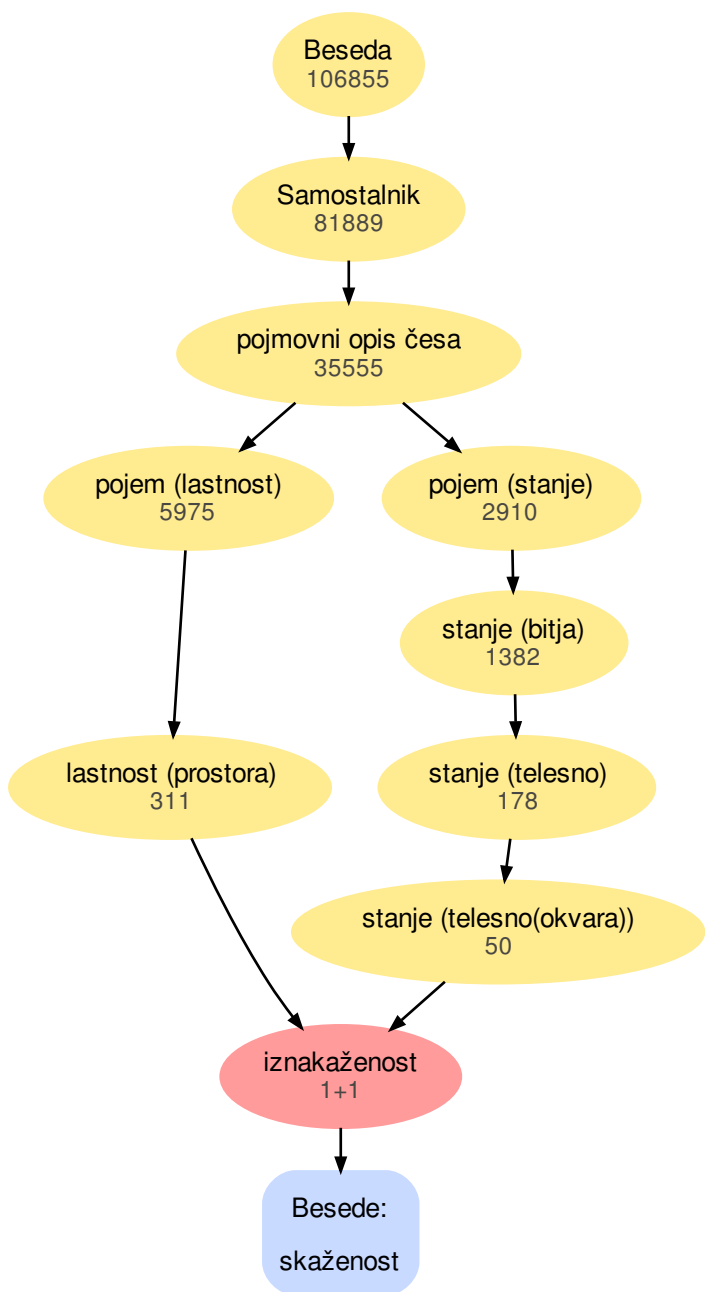 Beseda
106855
Samostalnik
81889
pojmovni opis česa
35555
pojem (lastnost)
5975
pojem (stanje)
2910
stanje (bitja)
1382
lastnost (prostora)
311
stanje (telesno)
178
stanje (telesno(okvara))
50
iznakaženost
1+1
Besede:
skaženost